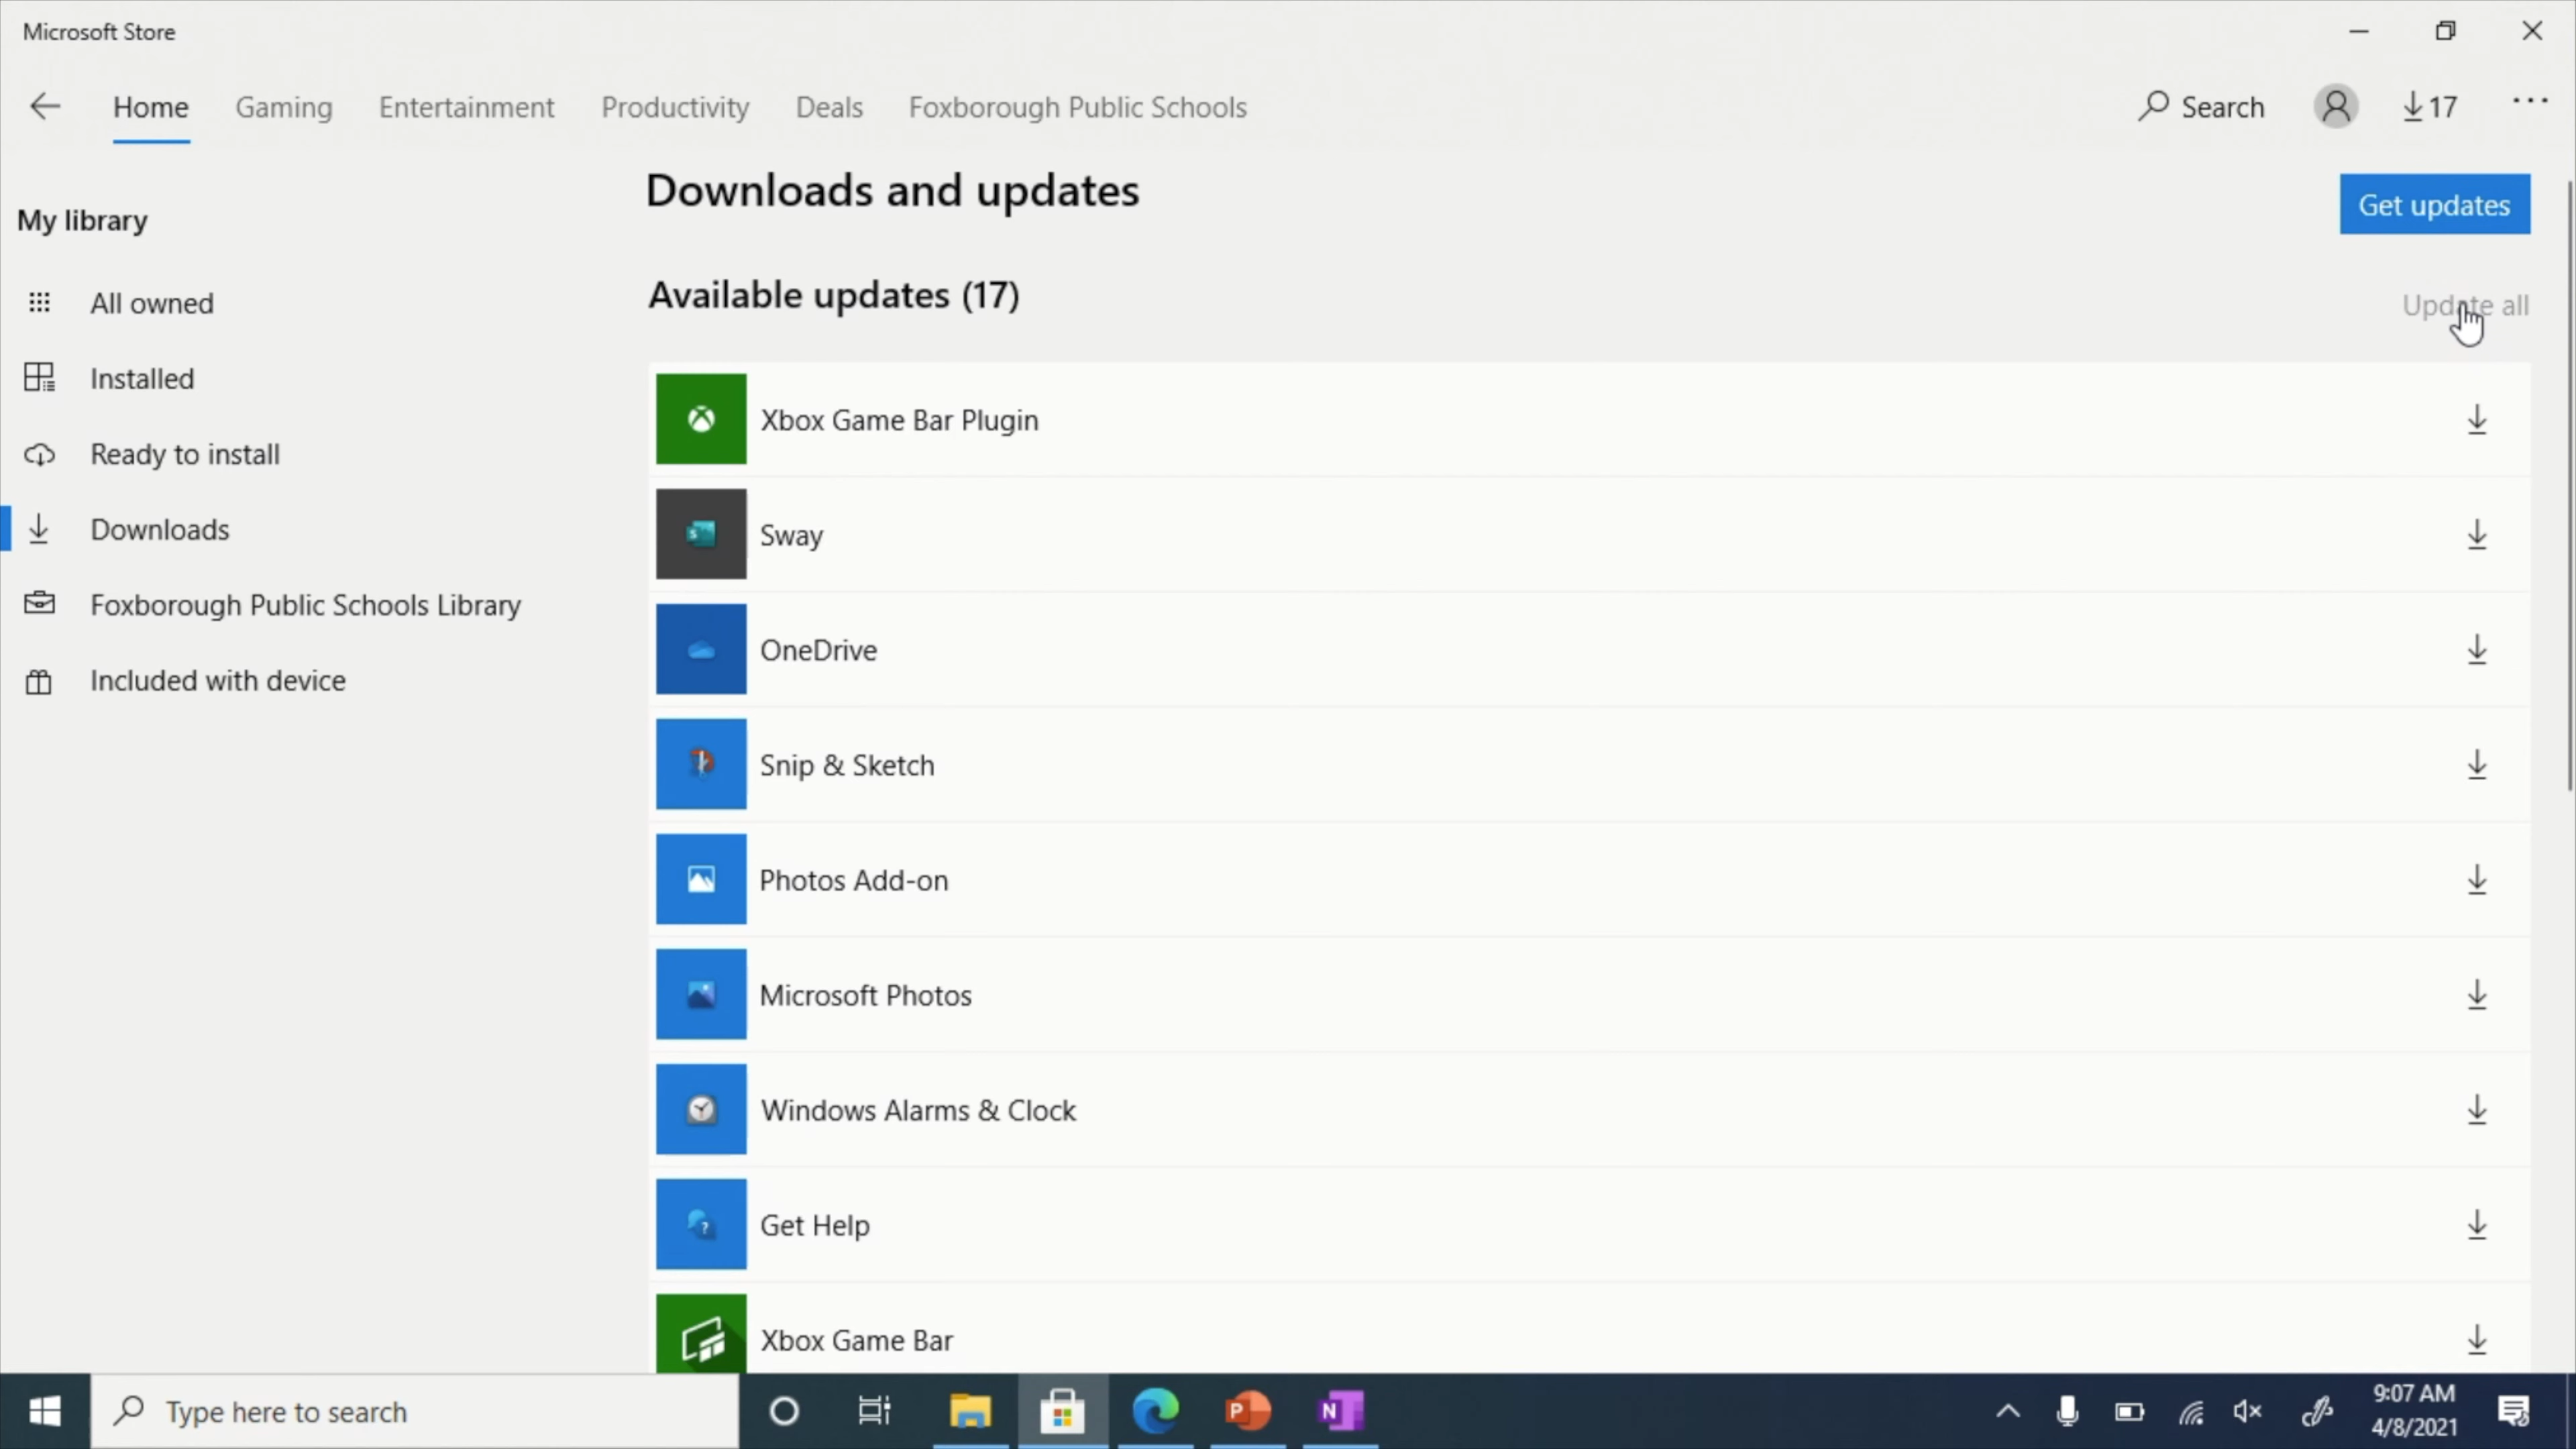 Microsoft Store
Home Gaming Entertainment Productivity Deals Foxborough Public Schools Search 17
My library
All owned
Installed
Ready to install
Downloads
Foxborough Public Schools Library
Included with device
Downloads and updates
Get updates
Available updates (17)
Update all
Xbox Game Bar Plugin
Sway
OneDrive
Snip & Sketch
Photos Add-on
Microsoft Photos
Windows Alarms & Clock
Get Help
Xbox Game Bar
Type here to search
9:07 AM
4/8/2021